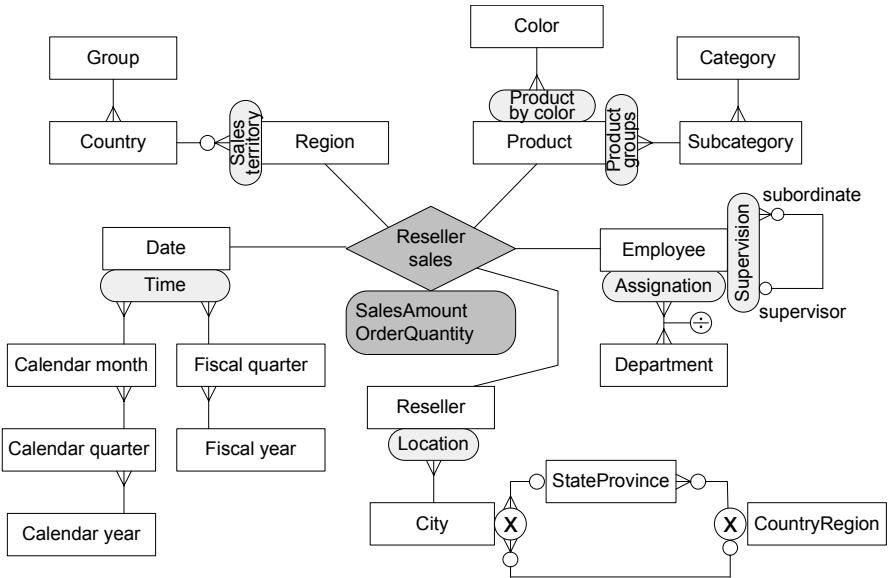 Color
Group
Category
Product
by color
Country
Sales
territory
Region
Product
Product
groups
Subcategory
subordinate
Reseller
sales
Date
Employee
Supervision
Time
Assignation
SalesAmount
OrderQuantity
supervisor
÷
Calendar month
Fiscal quarter
Department
Reseller
Calendar quarter
Fiscal year
Location
StateProvince
City
X
X
CountryRegion
Calendar year